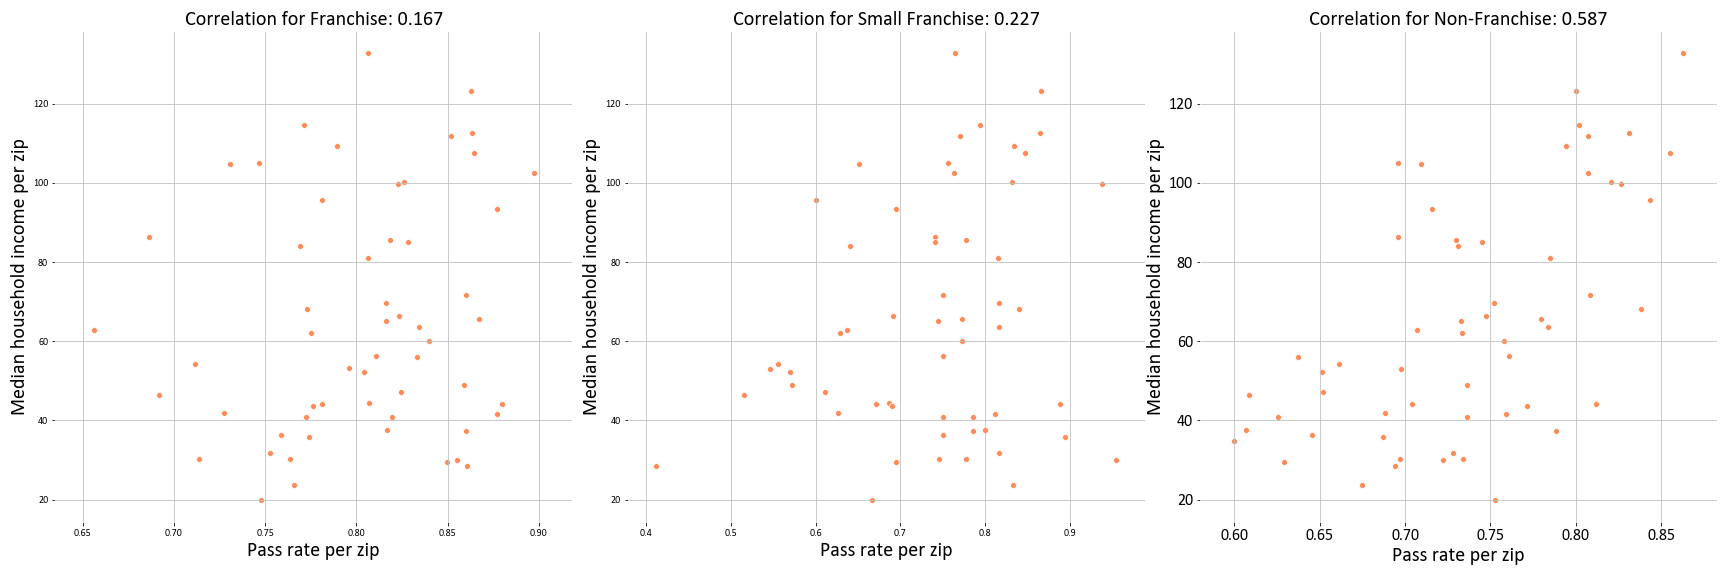 Correlation for Franchise: 0.167
Median household income per zip
120
100
80
60
40
20
0.65 0.70 0.75 0.80 0.85 0.90
Pass rate per zip
Correlation for Small Franchise: 0.227
Median household income per zip
120
100
80
60
40
20
0.4 0.5 0.6 0.7 0.8 0.9
Pass rate per zip
Correlation for Non-Franchise: 0.587
Median household income per zip
120
100
80
60
40
20
0.60 0.65 0.70 0.75 0.80 0.85
Pass rate per zip